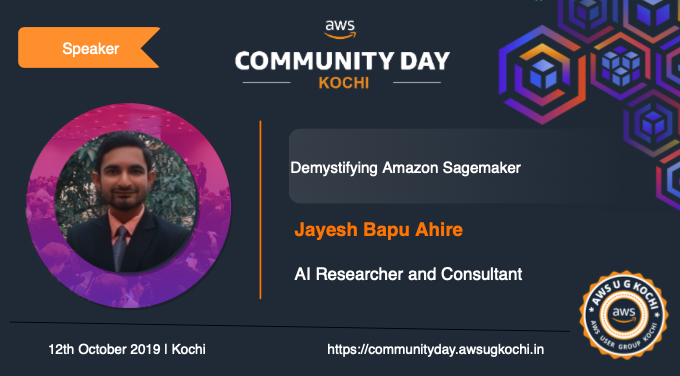 Speaker
aws
COMMUNITY DAY
KOCHI
Demystifying Amazon Sagemaker
Jayesh Bapu Ahire
AI Researcher and Consultant
AWS U G KOCHI
aws
AWS USER GROUP KOCHI
12th October 2019 I Kochi
https://communityday.awsugkochi.in